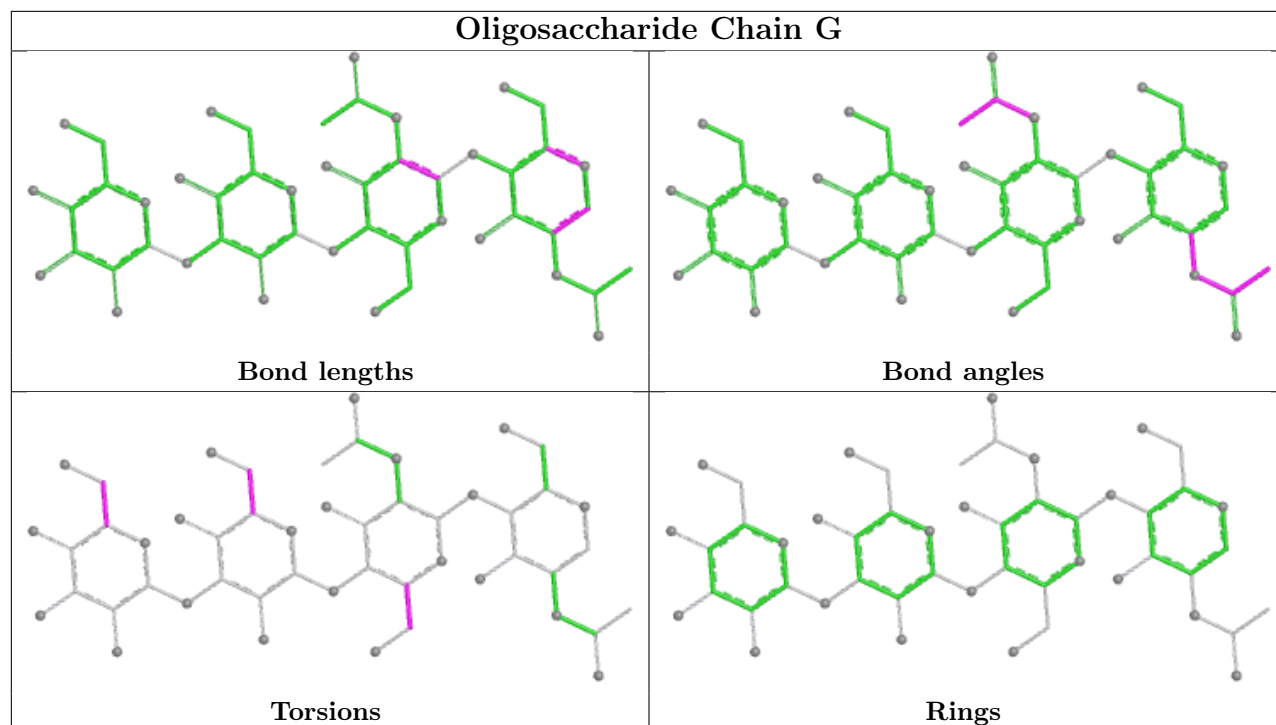 Oligosaccharide Chain G
Bond lengths
Bond angles
Torsions
Rings